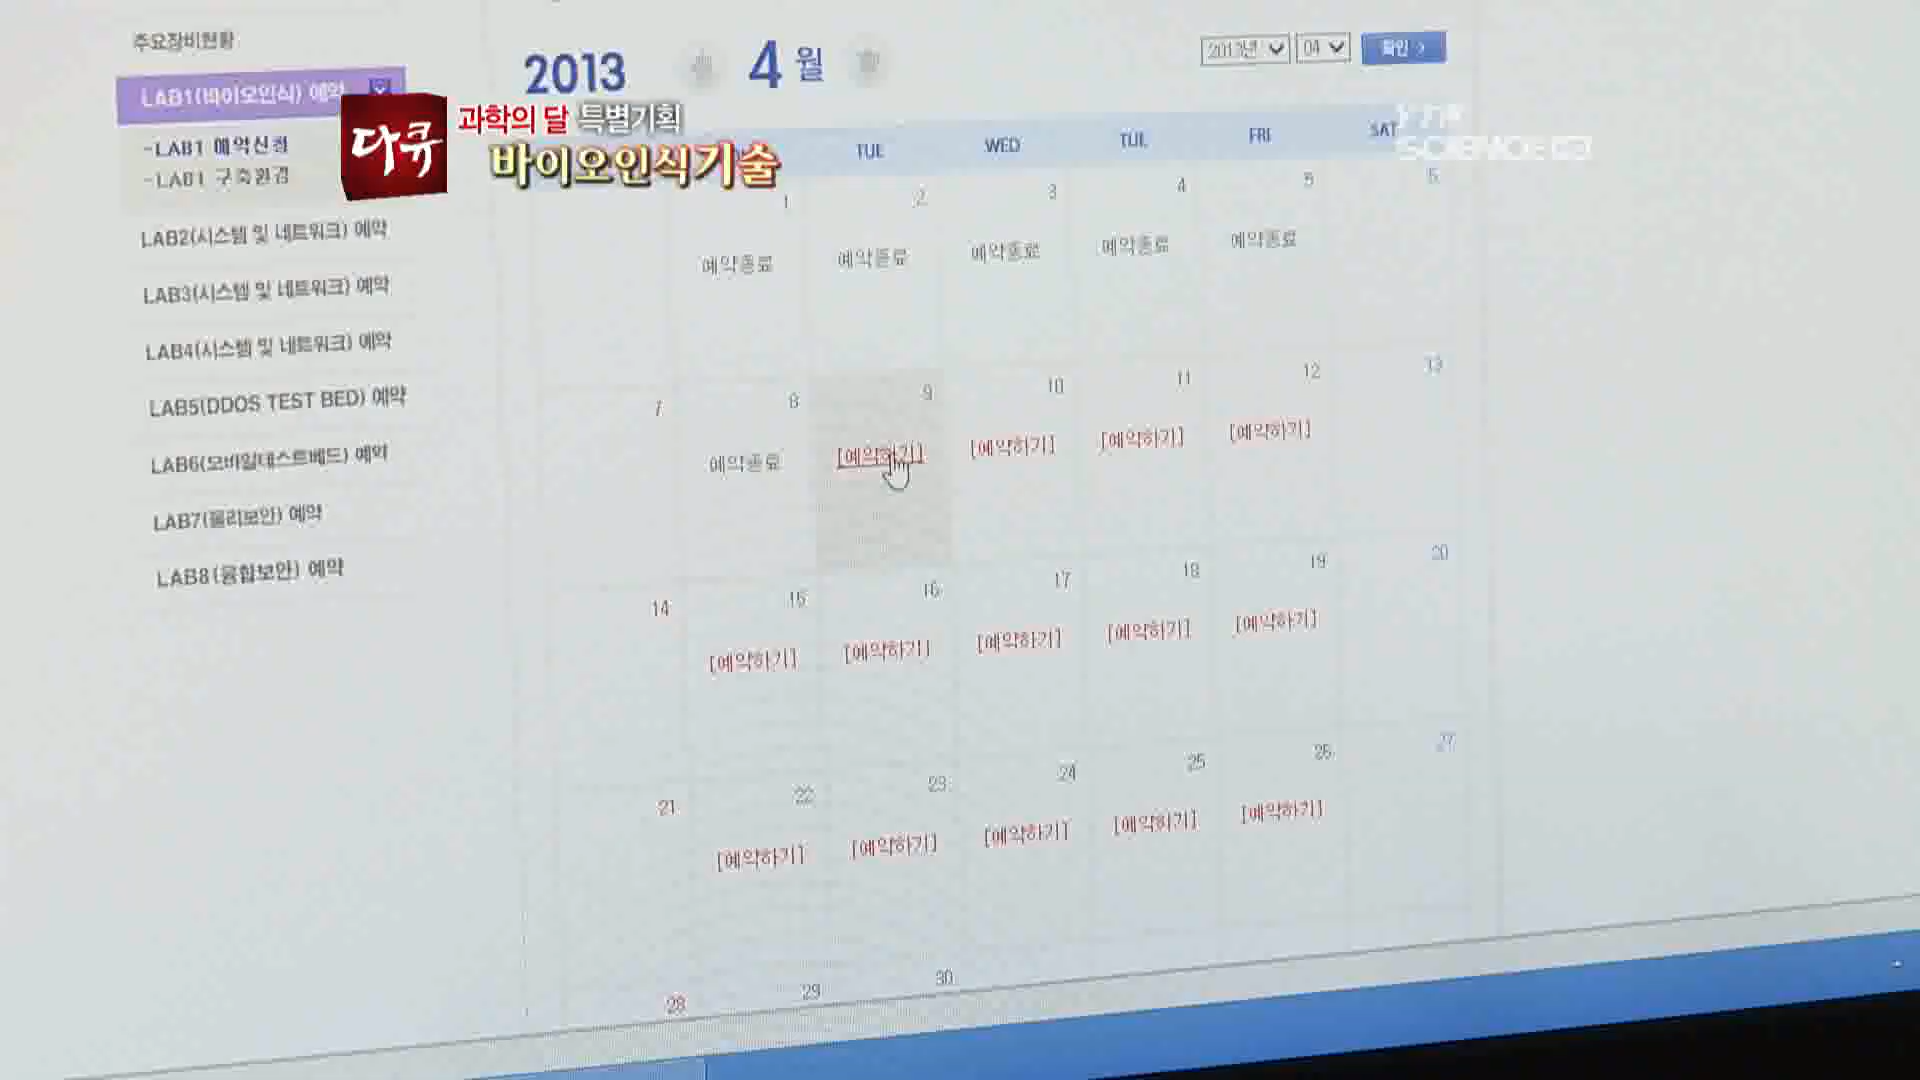 주요장비현황
2013 4월
2013년 04 확인 >
LAB1(바이오인식) 예약
다큐
과학의 달 특별기획
바이오인식기술
-LAB1 예약신청
-LAB1 구축환경
LAB2(시스템 및 네트워크) 예약
LAB3(시스템 및 네트워크) 예약
LAB4(시스템 및 네트워크) 예약
LAB5(DDOS TEST BED) 예약
LAB6(모바일테스트베드) 예약
LAB7(물리보안) 예약
LAB8(융합보안) 예약
TUE WED TUE FRI SAT
SCIENCE HD
1 2 3 4 5 6
예약종료 예약종료 예약종료 예약종료 예약종료
7 8 9 10 11 12 13
예약종료 [예약하기] [예약하기] [예약하기] [예약하기]
14 15 16 17 18 19 20
[예약하기] [예약하기] [예약하기] [예약하기] [예약하기]
21 22 23 24 25 26 27
[예약하기] [예약하기] [예약하기] [예약하기] [예약하기]
28 29 30